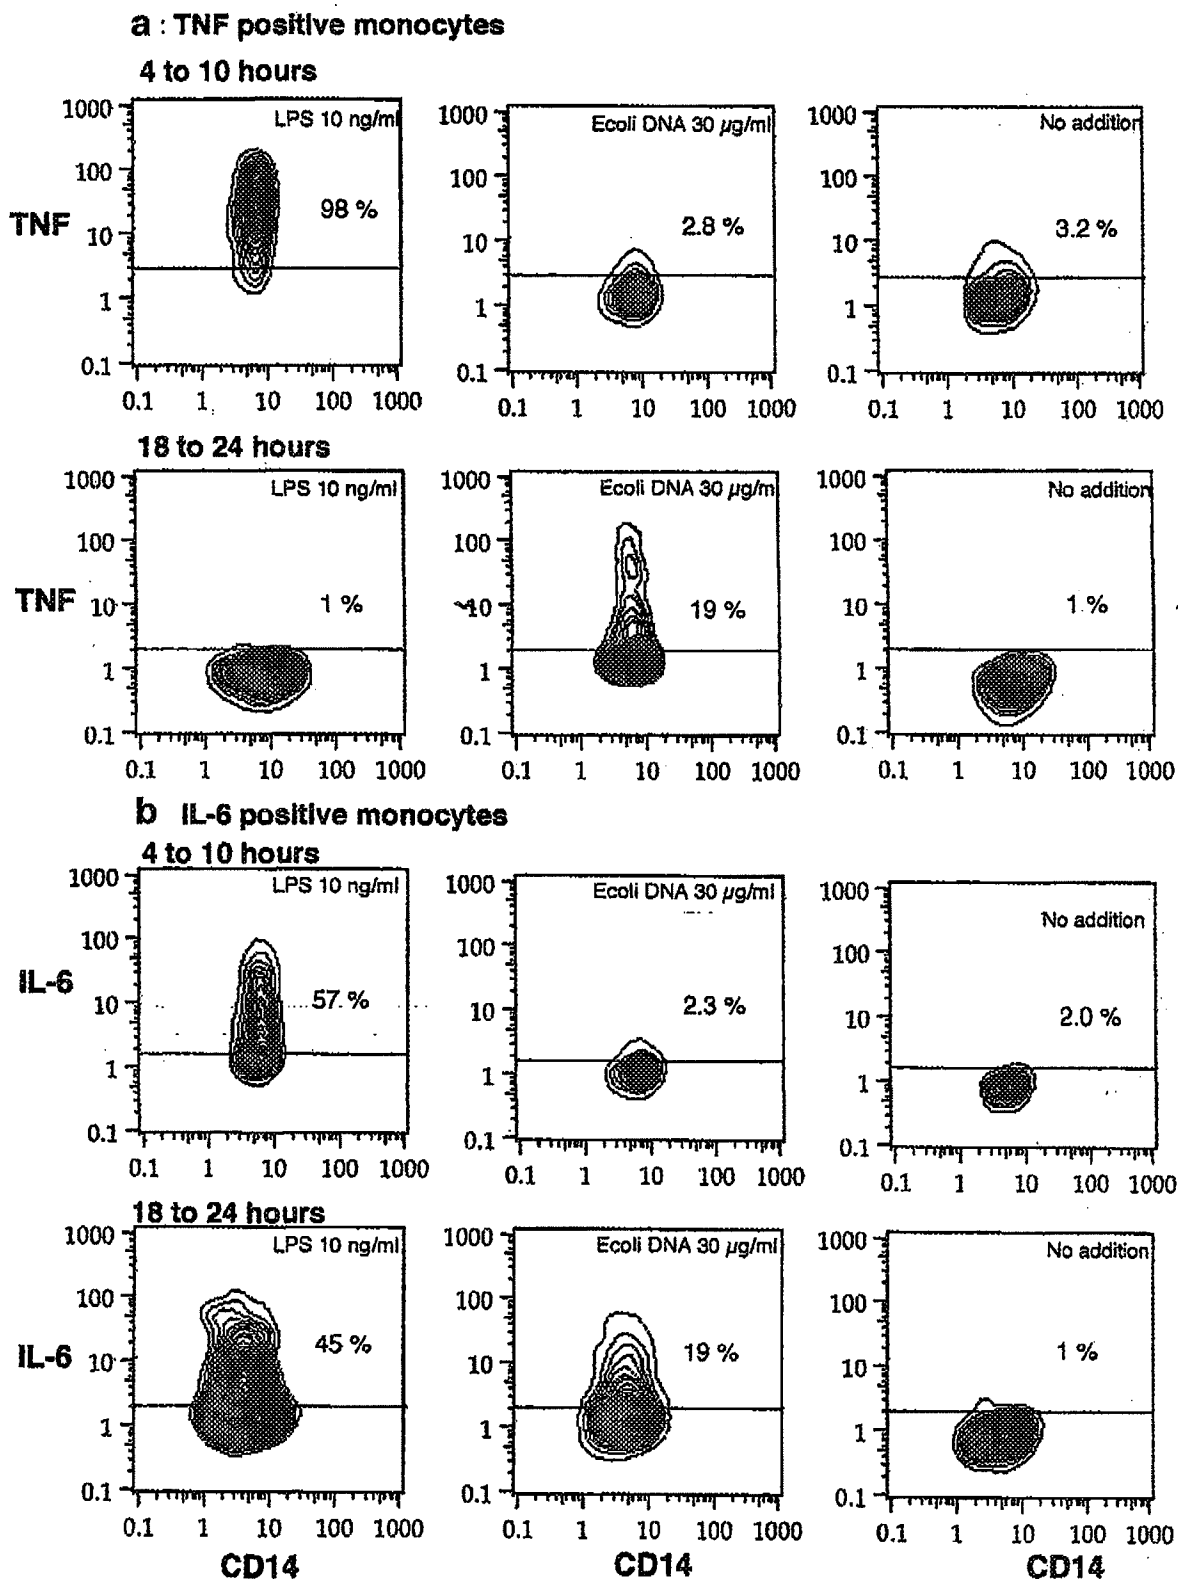 a : TNF positive monocytes
4 to 10 hours
1000
100
10
1
0.1
TNF
LPS 10 ng/ml
98 %
0.1 1 10 100 1000
1000
100
10
1
0.1
Ecoli DNA 30 µg/ml
2.8 %
0.1 1 10 100 1000
1000
100
10
1
0.1
No addition
3.2 %
0.1 1 10 100 1000
18 to 24 hours
1000
100
10
1
0.1
TNF
LPS 10 ng/ml
1 %
0.1 1 10 100 1000
1000
100
10
1
0.1
Ecoli DNA 30 µg/m
19 %
0.1 1 10 100 1000
1000
100
10
1
0.1
No addition
1 %
0.1 1 10 100 1000
b IL-6 positive monocytes
4 to 10 hours
1000
100
10
1
0.1
IL-6
LPS 10 ng/ml
57 %
0.1 1 10 100 1000
1000
100
10
1
0.1
Ecoli DNA 30 µg/ml
2.3 %
0.1 1 10 100 1000
1000
100
10
1
0.1
No addition
2.0 %
0.1 1 10 100 1000
18 to 24 hours
1000
100
10
1
0.1
IL-6
LPS 10 ng/ml
45 %
0.1 1 10 100 1000
CD14
1000
100
10
1
0.1
Ecoli DNA 30 µg/ml
19 %
0.1 1 10 100 1000
CD14
1000
100
10
1
0.1
No addition
1 %
0.1 1 10 100 1000
CD14